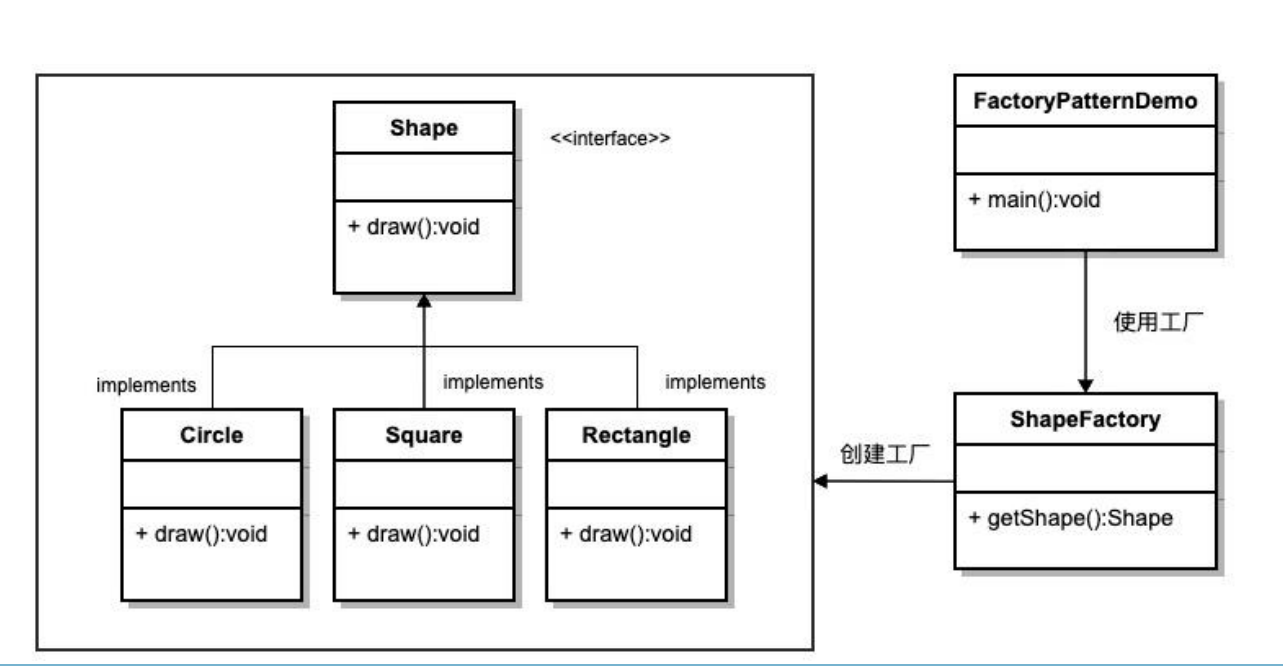 Shape
<<interface>>
+ draw():void
implements
implements
implements
Circle
+ draw():void
Square
+ draw():void
Rectangle
+ draw():void
FactoryPatternDemo
+ main():void
使用工厂
ShapeFactory
+ getShape():Shape
创建工厂